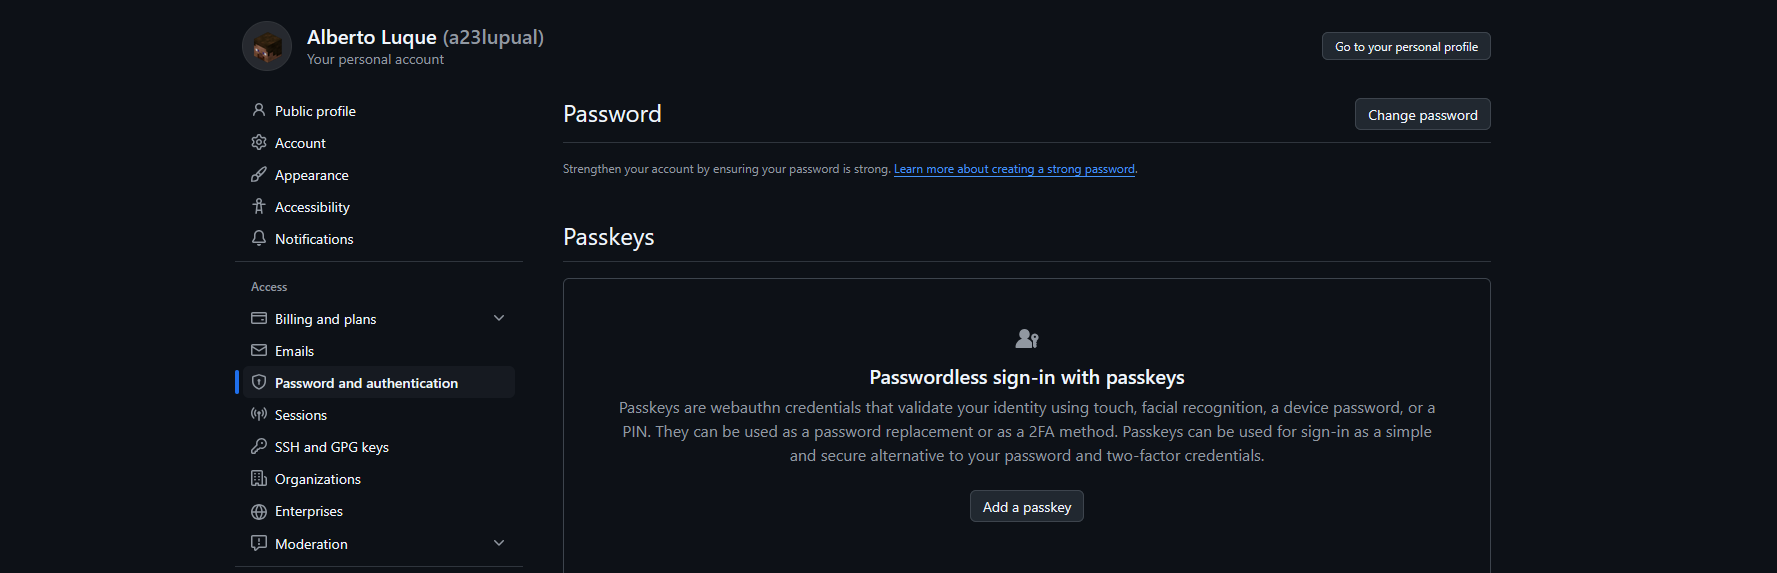 Alberto Luque (a23lupual)
Your personal account
Go to your personal profile
Public profile
Account
Appearance
Accessibility
Notifications
Access
Billing and plans
Emails
Password and authentication
Sessions
SSH and GPG keys
Organizations
Enterprises
Moderation
Password
Change password
Strengthen your account by ensuring your password is strong. Learn more about creating a strong password.
Passkeys
Passwordless sign-in with passkeys
Passkeys are webauthn credentials that validate your identity using touch, facial recognition, a device password, or a
PIN. They can be used as a password replacement or as a 2FA method. Passkeys can be used for sign-in as a simple
and secure alternative to your password and two-factor credentials.
Add a passkey